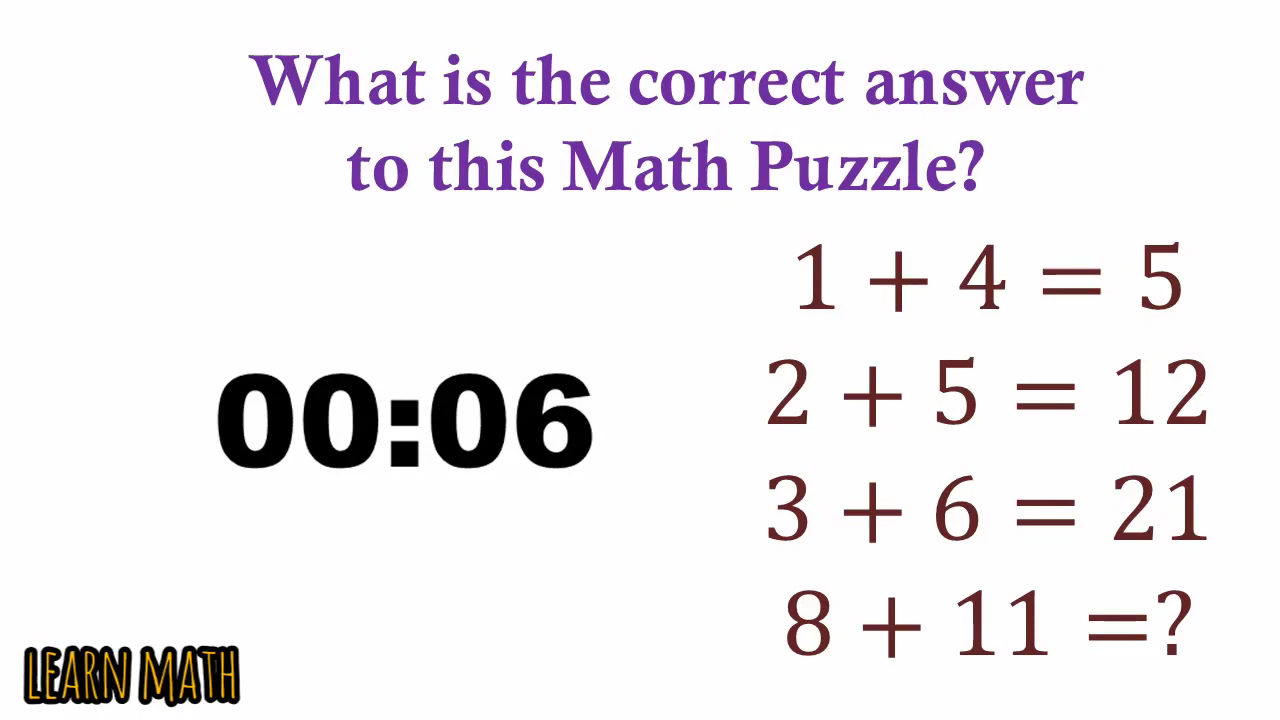 What is the correct answer
to this Math Puzzle?
1 + 4 = 5
2 + 5 = 12
00:06
3 + 6 = 21
8 + 11 =?
LEARN MATH